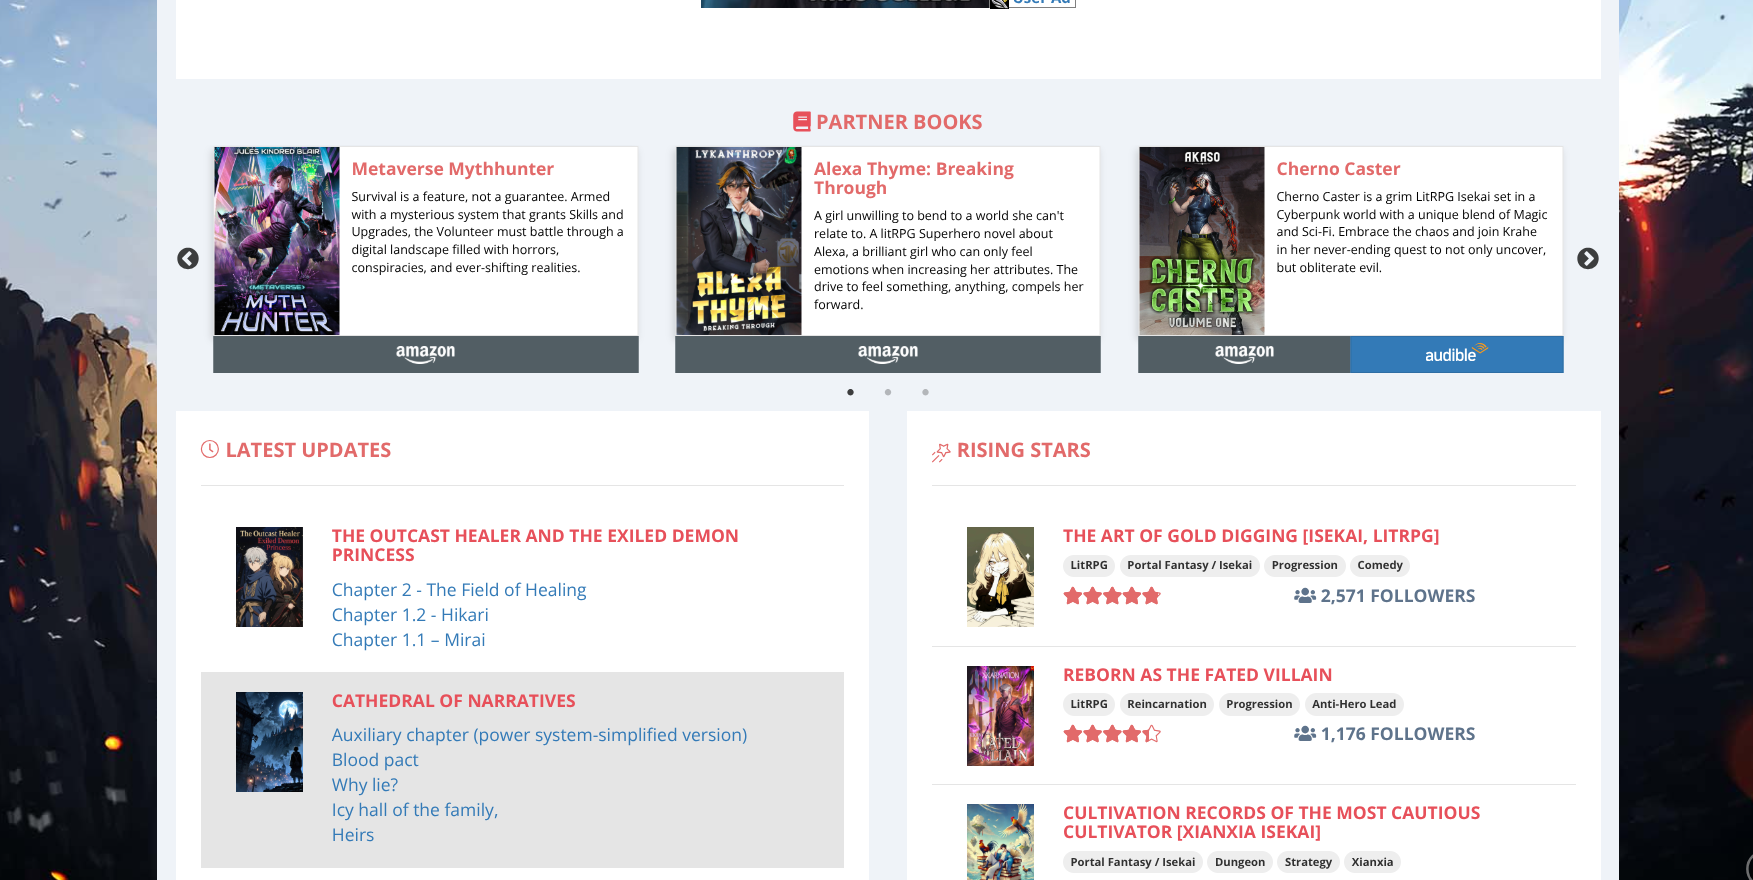 User Ad
PARTNER BOOKS
JULES KINDRED BLAIR
<METAVERSE>
MYTH
HUNTER
Metaverse Mythhunter
Survival is a feature, not a guarantee. Armed
with a mysterious system that grants Skills and
Upgrades, the Volunteer must battle through a
digital landscape filled with horrors,
conspiracies, and ever-shifting realities.
amazon
LYKANTHROPY
ALEXA
THYME
BREAKING THROUGH
Alexa Thyme: Breaking
Through
A girl unwilling to bend to a world she can't
relate to. A litRPG Superhero novel about
Alexa, a brilliant girl who can only feel
emotions when increasing her attributes. The
drive to feel something, anything, compels her
forward.
amazon
AKASO
CHERNO
CASTER
VOLUME ONE
Cherno Caster
Cherno Caster is a grim LitRPG Isekai set in a
Cyberpunk world with a unique blend of Magic
and Sci-Fi. Embrace the chaos and join Krahe
in her never-ending quest to not only uncover,
but obliterate evil.
amazon
audible
LATEST UPDATES
The Outcast Healer
Exiled Demon
Princess
THE OUTCAST HEALER AND THE EXILED DEMON
PRINCESS
Chapter 2 - The Field of Healing
Chapter 1.2 - Hikari
Chapter 1.1 – Mirai
CATHEDRAL OF NARRATIVES
Auxiliary chapter (power system-simplified version)
Blood pact
Why lie?
Icy hall of the family,
Heirs
RISING STARS
THE ART OF GOLD DIGGING [ISEKAI, LITRPG]
LitRPG Portal Fantasy / Isekai Progression Comedy
2,571 FOLLOWERS
REBORN AS THE FATED VILLAIN
LitRPG Reincarnation Progression Anti-Hero Lead
1,176 FOLLOWERS
CULTIVATION RECORDS OF THE MOST CAUTIOUS
CULTIVATOR [XIANXIA ISEKAI]
Portal Fantasy / Isekai Dungeon Strategy Xianxia